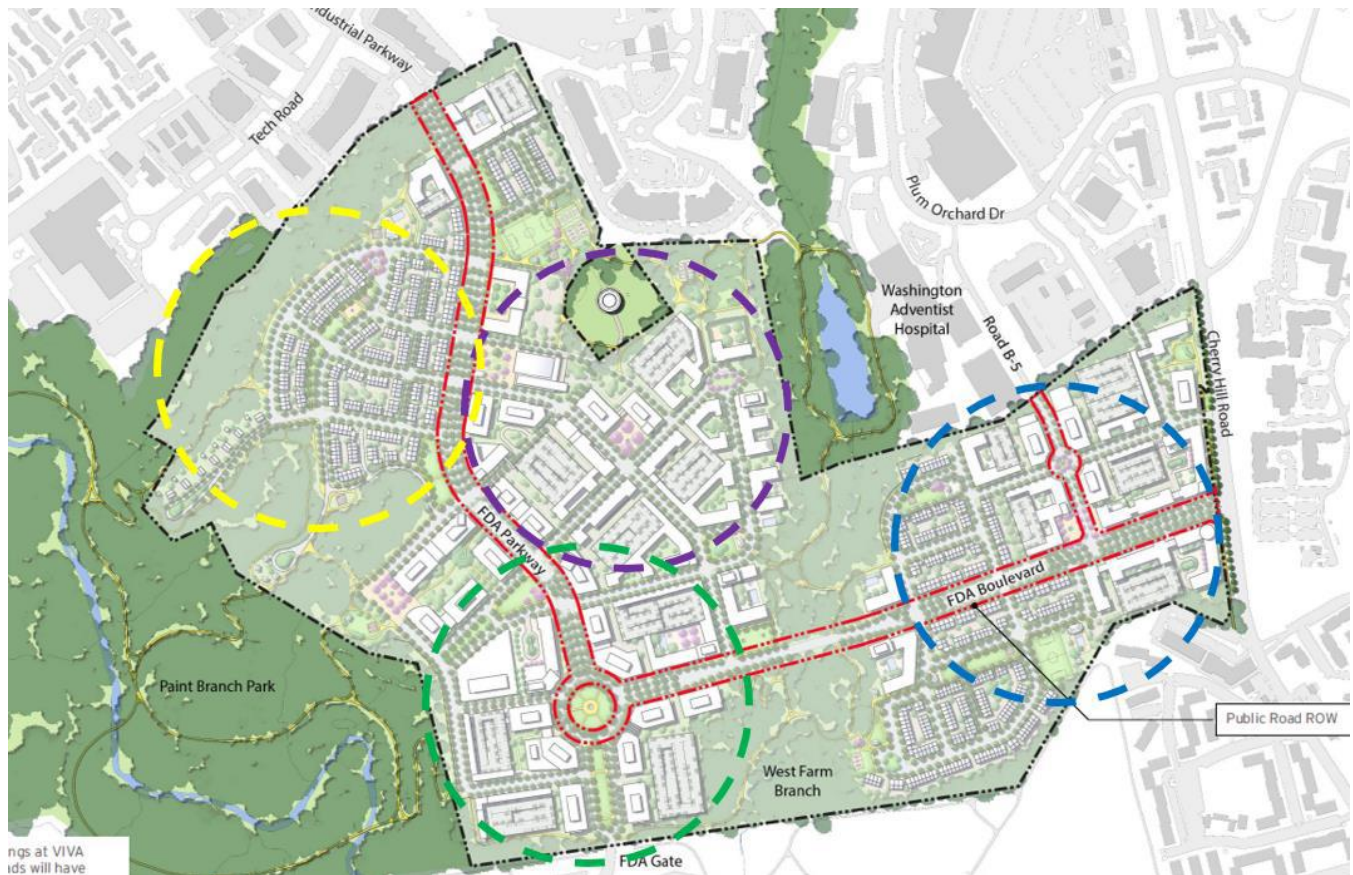 Industrial Parkway
Tech Road
Plum Orchard Dr
Washington
Adventist
Hospital
Road B-5
Cherry Hill Road
FDA Parkway
FDA Boulevard
Paint Branch Park
Public Road ROW
West Farm
Branch
FDA Gate
ngs at VIVA
ds will have